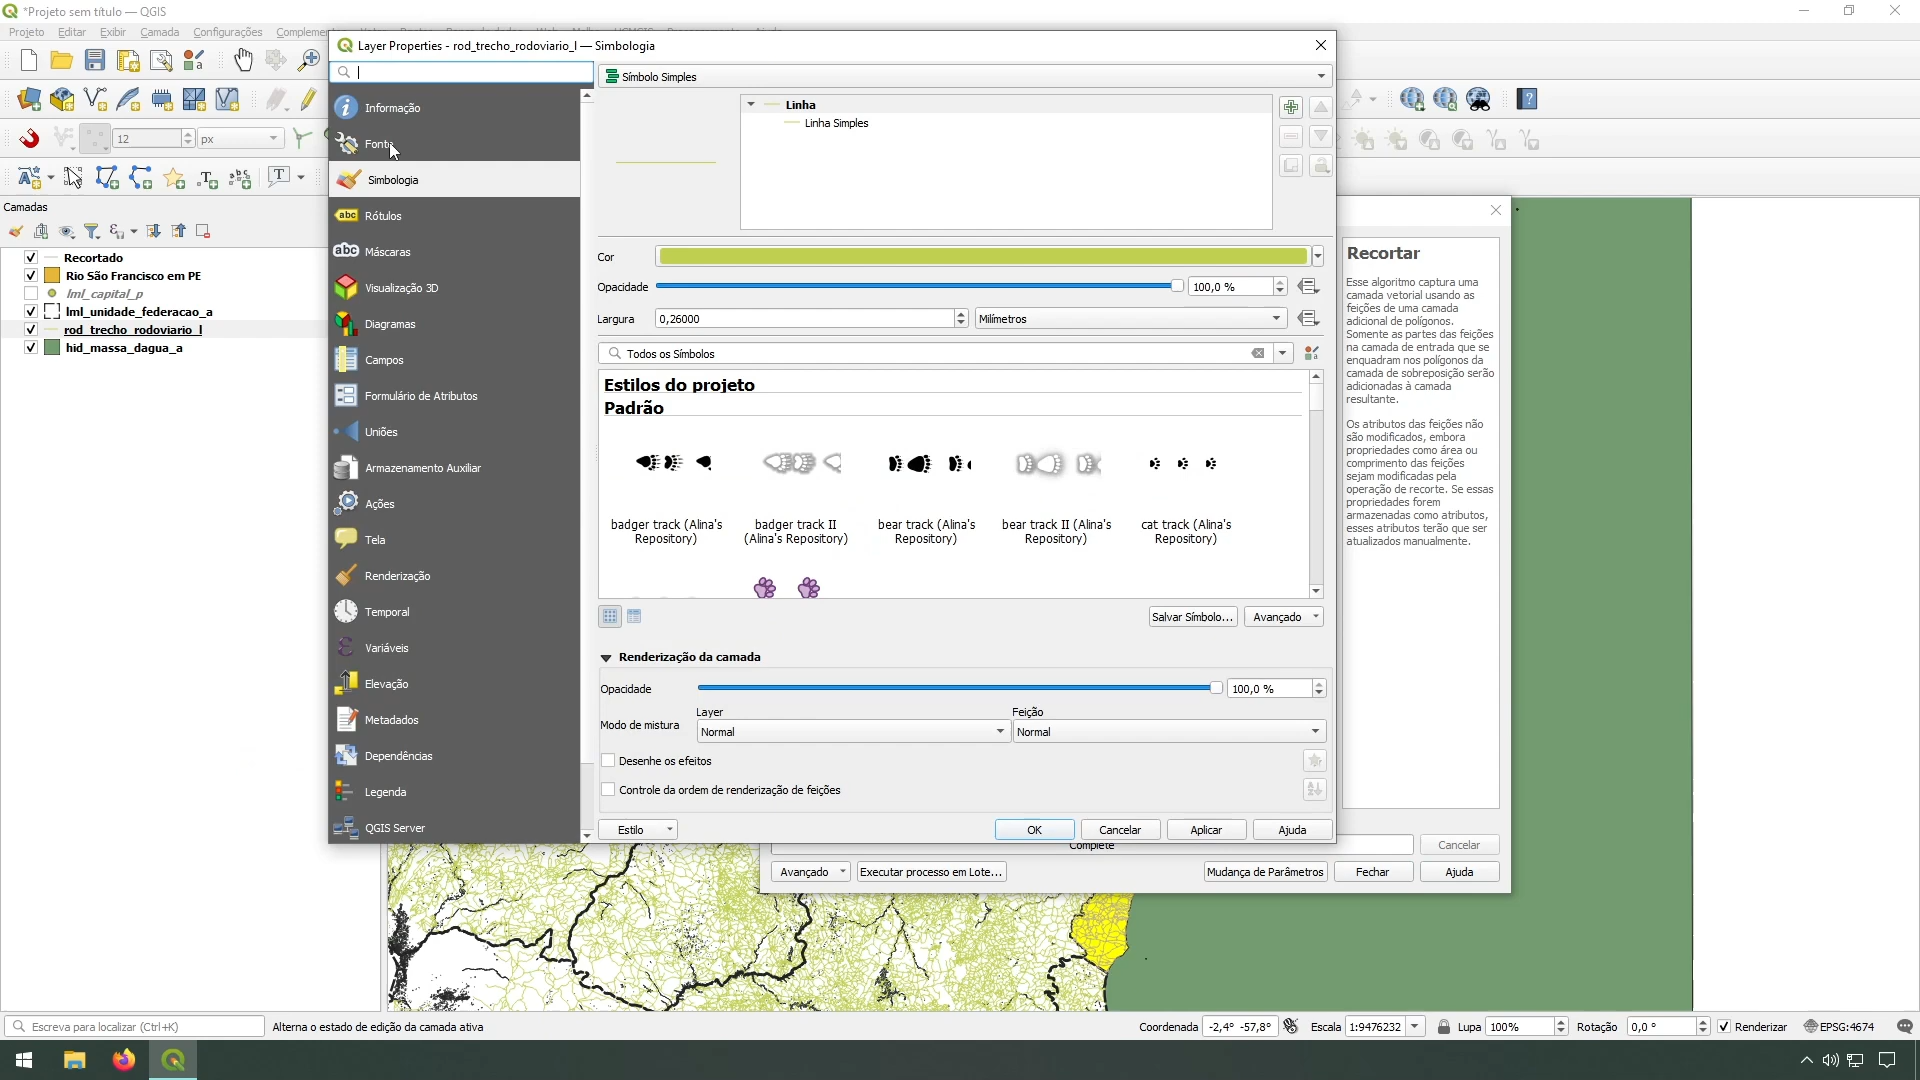 *Projeto sem título — QGIS
Projeto Editar Exibir Camada Configurações
Layer Properties - rod_trecho_rodoviario_l — Simbologia
Símbolo Simples
Informação
Fonte
Simbologia
Rótulos
Máscaras
Visualização 3D
Diagramas
Campos
Formulário de Atributos
Uniões
Armazenamento Auxiliar
Ações
Tela
Renderização
Temporal
Variáveis
Elevação
Metadados
Dependências
Legenda
QGIS Server
Linha
Linha Simples
12
px
Camadas
Recortado
Rio São Francisco em PE
lml_capital_p
lml_unidade_federacao_a
rod_trecho_rodoviario_l
hid_massa_dagua_a
Cor
Opacidade
100,0 %
Largura
0,26000
Milímetros
Todos os Símbolos
Estilos do projeto
Padrão
badger track (Alina's Repository)
badger track II (Alina's Repository)
bear track (Alina's Repository)
bear track II (Alina's Repository)
cat track (Alina's Repository)
Salvar Símbolo...
Avançado
Renderização da camada
Opacidade
100,0 %
Modo de mistura
Layer
Normal
Feição
Normal
Desenhe os efeitos
Controle da ordem de renderização de feições
Estilo
OK
Cancelar
Aplicar
Ajuda
Recortar
Esse algoritmo captura uma
camada vetorial usando as
feições de uma camada
adicional de polígonos.
Somente as partes das feições
na camada de entrada que se
enquadram nos polígonos da
camada de sobreposição serão
adicionadas à camada
resultante.
Os atributos das feições não
são modificados, embora
propriedades como área ou
comprimento das feições
sejam modificadas pela
operação de recorte. Se essas
propriedades forem
armazenadas como atributos,
esses atributos terão que ser
atualizados manualmente.
Complete
Cancelar
Avançado
Executar processo em Lote...
Mudança de Parâmetros
Fechar
Ajuda
Escreva para localizar (Ctrl+K)
Alterna o estado de edição da camada ativa
Coordenada
-2,4° -57,8°
Escala
1:9476232
Lupa
100%
Rotação
0,0 °
Renderizar
EPSG:4674